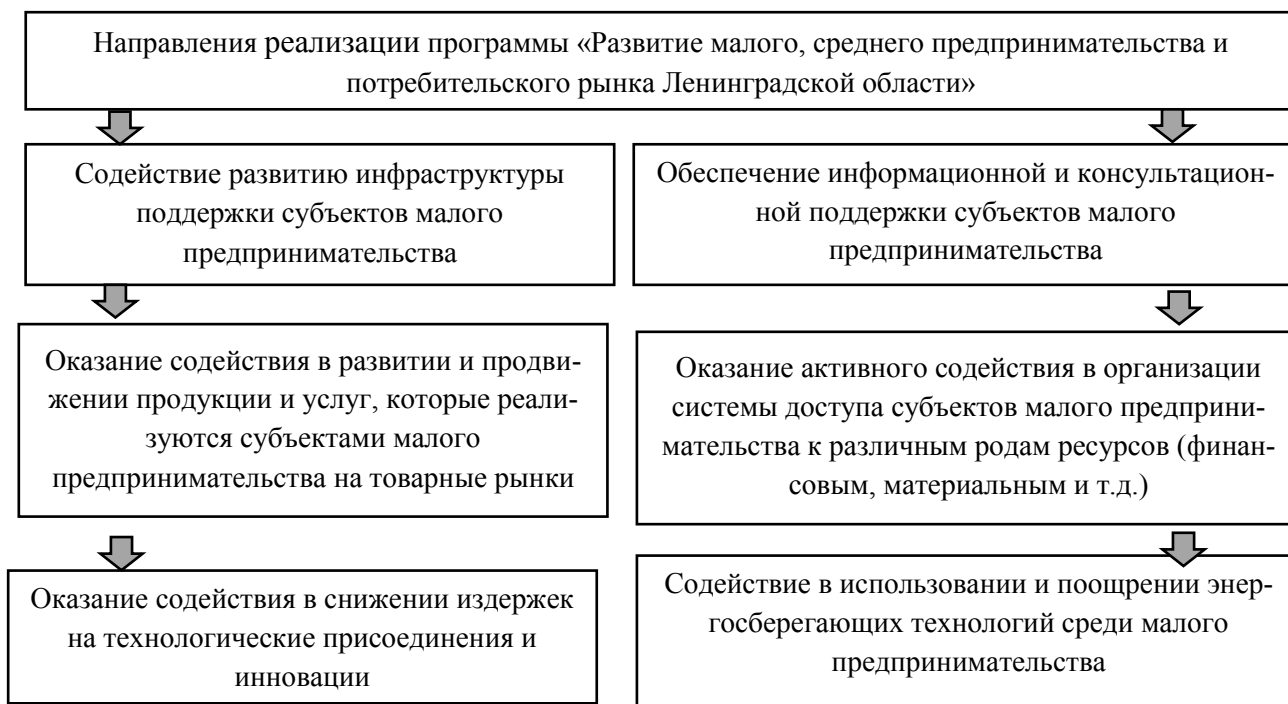 Направления реализации программы «Развитие малого, среднего предпринимательства и
потребительского рынка Ленинградской области»
Содействие развитию инфраструктуры
поддержки субъектов малого
предпринимательства
Обеспечение информационной и консультацион-
ной поддержки субъектов малого
предпринимательства
Оказание содействия в развитии и продви-
жении продукции и услуг, которые реали-
зуются субъектами малого
предпринимательства на товарные рынки
Оказание активного содействия в организации
системы доступа субъектов малого предприни-
мательства к различным родам ресурсов (финан-
совым, материальным и т.д.)
Оказание содействия в снижении издержек
на технологические присоединения и
инновации
Содействие в использовании и поощрении энер-
госберегающих технологий среди малого
предпринимательства